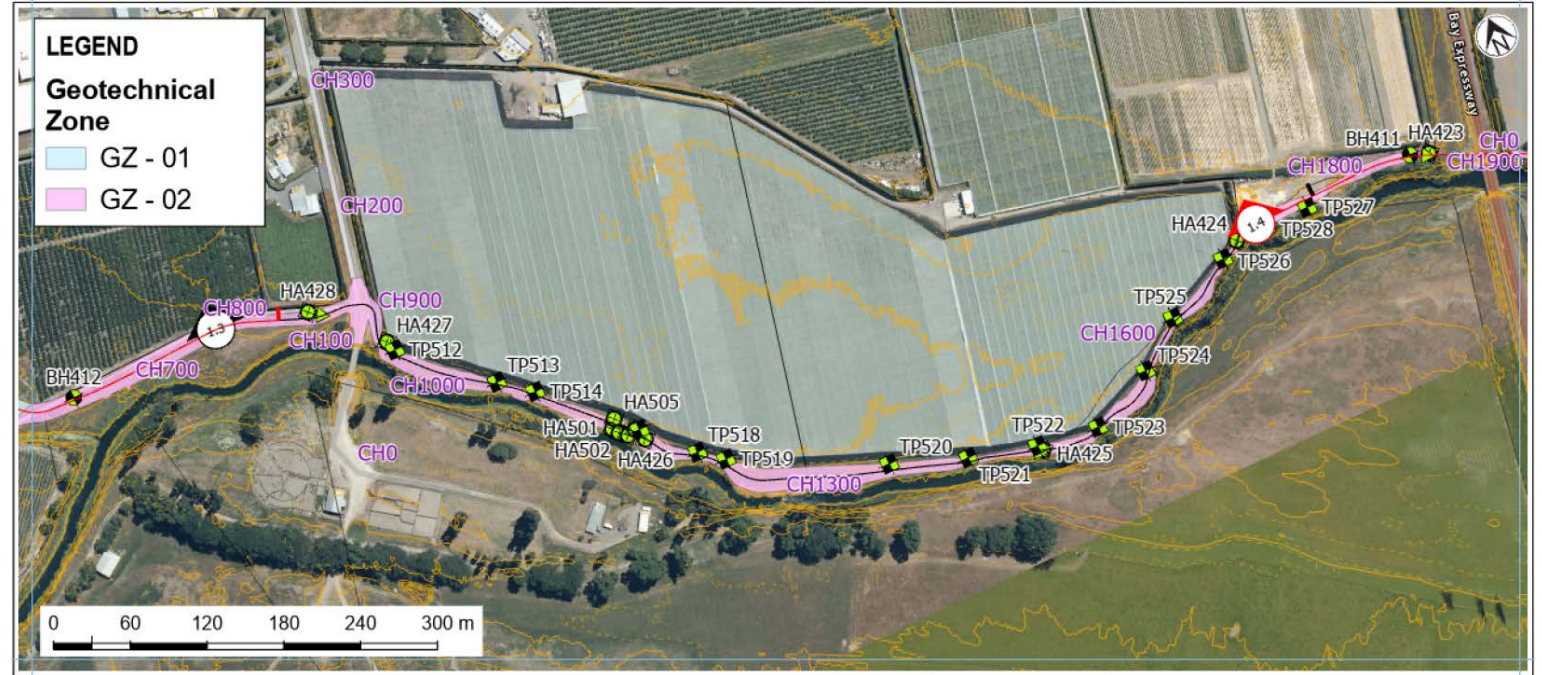 LEGEND
Geotechnical
Zone
GZ - 01
GZ - 02
CH300
CH200
Bay Expressway
N
BH411
HA423
CH0
CH1900
CH1800
TP527
TP528
HA424
TP526
TP525
CH1600
TP524
1.4
HA428
CH900
CH800
1.3
CH100
HA427
TP512
CH700
BH412
CH1000
TP513
TP514
HA505
HA501
HA502
HA426
TP518
TP519
TP520
TP521
TP522
TP523
HA425
CH1300
CH0
0 60 120 180 240 300 m